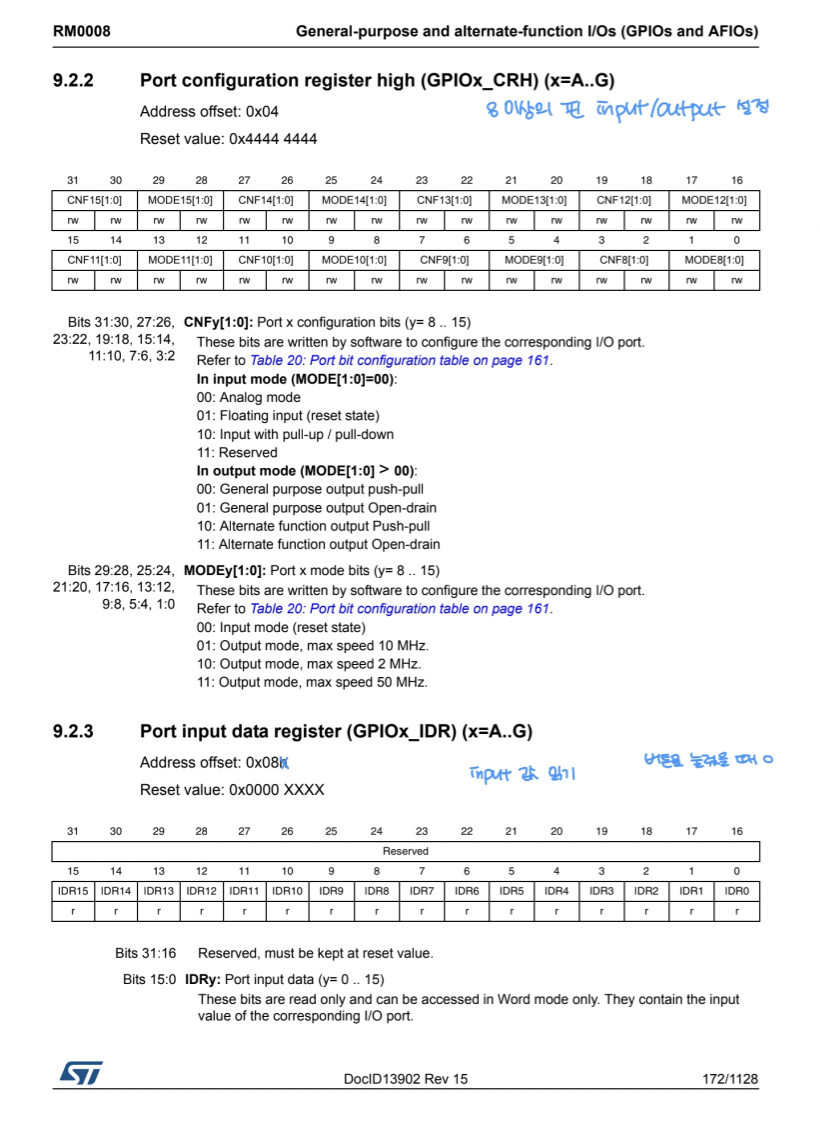 RM0008 General-purpose and alternate-function I/Os (GPIOs and AFIOs)
9.2.2 Port configuration register high (GPIOx_CRH) (x=A..G)
Address offset: 0x04
8 이상의 핀 input/output 설정
Reset value: 0x4444 4444
31 30 29 28 27 26 25 24 23 22 21 20 19 18 17 16
CNF15[1:0] MODE15[1:0] CNF14[1:0] MODE14[1:0] CNF13[1:0] MODE13[1:0] CNF12[1:0] MODE12[1:0]
rw rw rw rw rw rw rw rw rw rw rw rw rw rw rw rw
15 14 13 12 11 10 9 8 7 6 5 4 3 2 1 0
CNF11[1:0] MODE11[1:0] CNF10[1:0] MODE10[1:0] CNF9[1:0] MODE9[1:0] CNF8[1:0] MODE8[1:0]
rw rw rw rw rw rw rw rw rw rw rw rw rw rw rw rw
Bits 31:30, 27:26, CNFy[1:0]: Port x configuration bits (y= 8 .. 15)
23:22, 19:18, 15:14, These bits are written by software to configure the corresponding I/O port.
11:10, 7:6, 3:2 Refer to Table 20: Port bit configuration table on page 161.
In input mode (MODE[1:0]=00):
00: Analog mode
01: Floating input (reset state)
10: Input with pull-up / pull-down
11: Reserved
In output mode (MODE[1:0] > 00):
00: General purpose output push-pull
01: General purpose output Open-drain
10: Alternate function output Push-pull
11: Alternate function output Open-drain
Bits 29:28, 25:24, MODEy[1:0]: Port x mode bits (y= 8 .. 15)
21:20, 17:16, 13:12, These bits are written by software to configure the corresponding I/O port.
9:8, 5:4, 1:0 Refer to Table 20: Port bit configuration table on page 161.
00: Input mode (reset state)
01: Output mode, max speed 10 MHz.
10: Output mode, max speed 2 MHz.
11: Output mode, max speed 50 MHz.
9.2.3 Port input data register (GPIOx_IDR) (x=A..G)
Address offset: 0x08h
input 값 읽기
버튼을 눌렀을 때 0
Reset value: 0x0000 XXXX
31 30 29 28 27 26 25 24 23 22 21 20 19 18 17 16
Reserved
15 14 13 12 11 10 9 8 7 6 5 4 3 2 1 0
IDR15 IDR14 IDR13 IDR12 IDR11 IDR10 IDR9 IDR8 IDR7 IDR6 IDR5 IDR4 IDR3 IDR2 IDR1 IDR0
r r r r r r r r r r r r r r r r
Bits 31:16 Reserved, must be kept at reset value.
Bits 15:0 IDRy: Port input data (y= 0 .. 15)
These bits are read only and can be accessed in Word mode only. They contain the input
value of the corresponding I/O port.
ST
DocID13902 Rev 15 172/1128